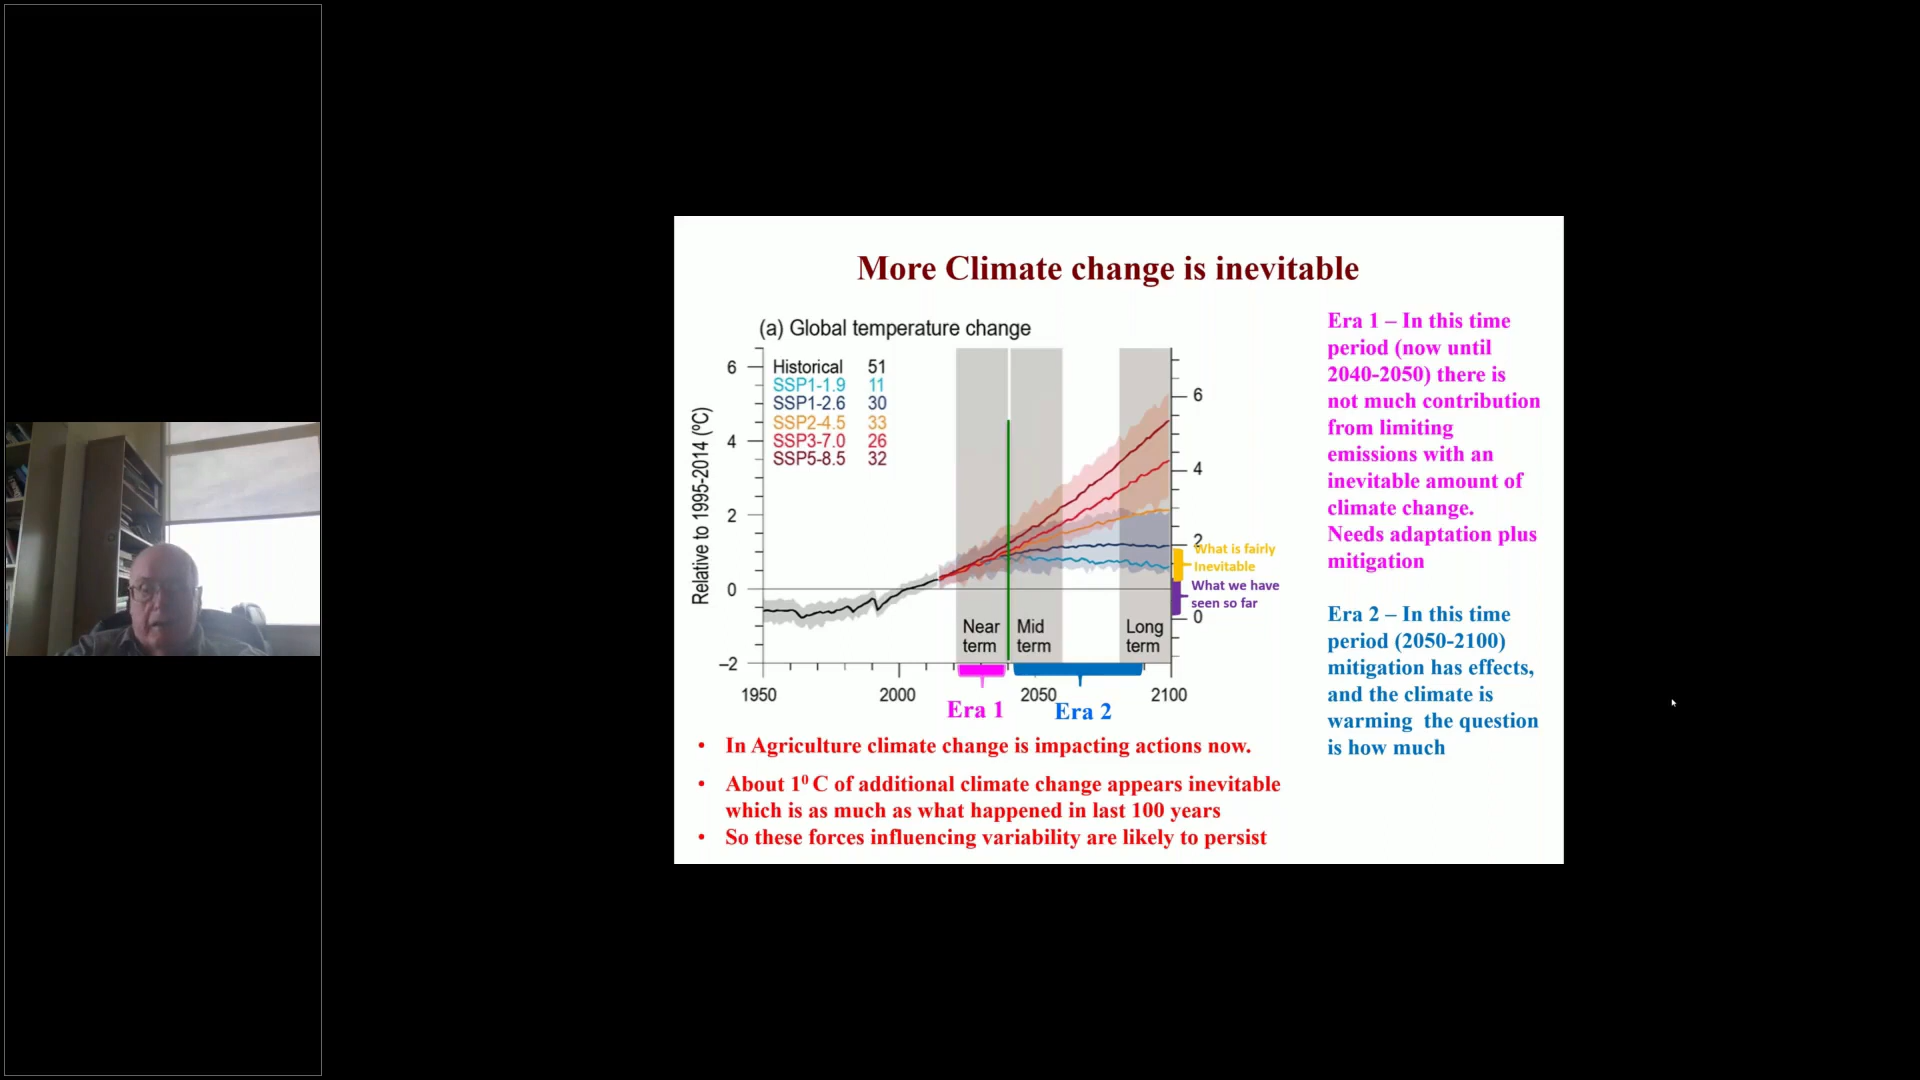 More Climate change is inevitable
(a) Global temperature change
Relative to 1995-2014 (ºC)
6
4
2
0
–2
Historical 51
SSP1-1.9 11
SSP1-2.6 30
SSP2-4.5 33
SSP3-7.0 26
SSP5-8.5 32
6
4
2
0
What is fairly
Inevitable
What we have
seen so far
Near
term
Mid
term
Long
term
1950
2000
2050
2100
Era 1
Era 2
Era 1 – In this time
period (now until
2040-2050) there is
not much contribution
from limiting
emissions with an
inevitable amount of
climate change.
Needs adaptation plus
mitigation
Era 2 – In this time
period (2050-2100)
mitigation has effects,
and the climate is
warming the question
is how much
• In Agriculture climate change is impacting actions now.
• About 1⁰ C of additional climate change appears inevitable
which is as much as what happened in last 100 years
• So these forces influencing variability are likely to persist